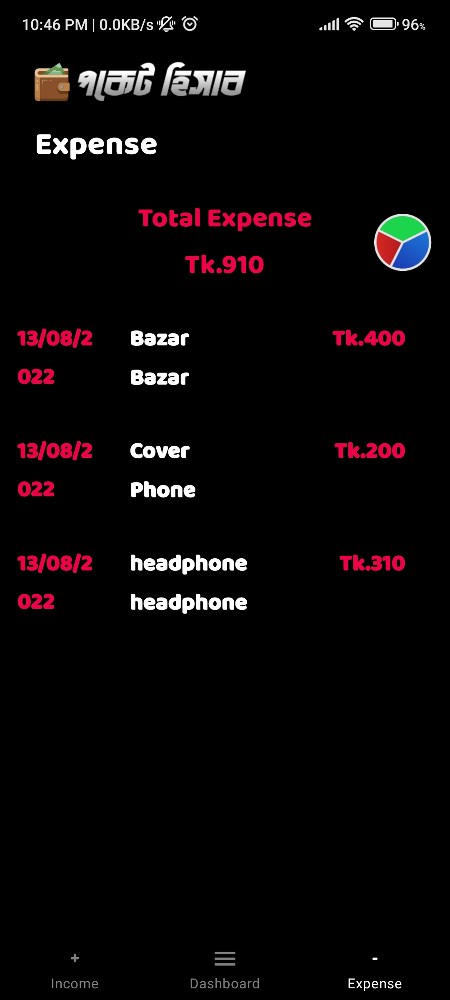 10:46 PM | 0.0KB/s 96%
পকেট হিসাব
Expense
Total Expense
Tk.910
13/08/2 Bazar Tk.400
022 Bazar
13/08/2 Cover Tk.200
022 Phone
13/08/2 headphone Tk.310
022 headphone
+ - 
Income Dashboard Expense